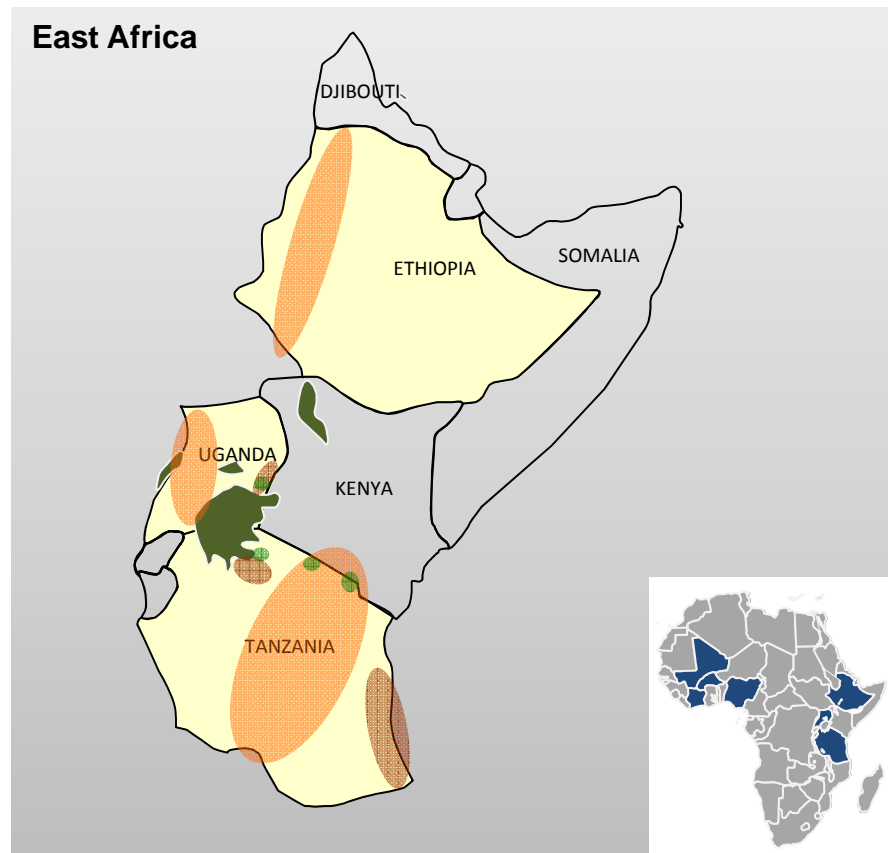 East Africa
DJIBOUTI
ETHIOPIA
SOMALIA
UGANDA
KENYA
TANZANIA